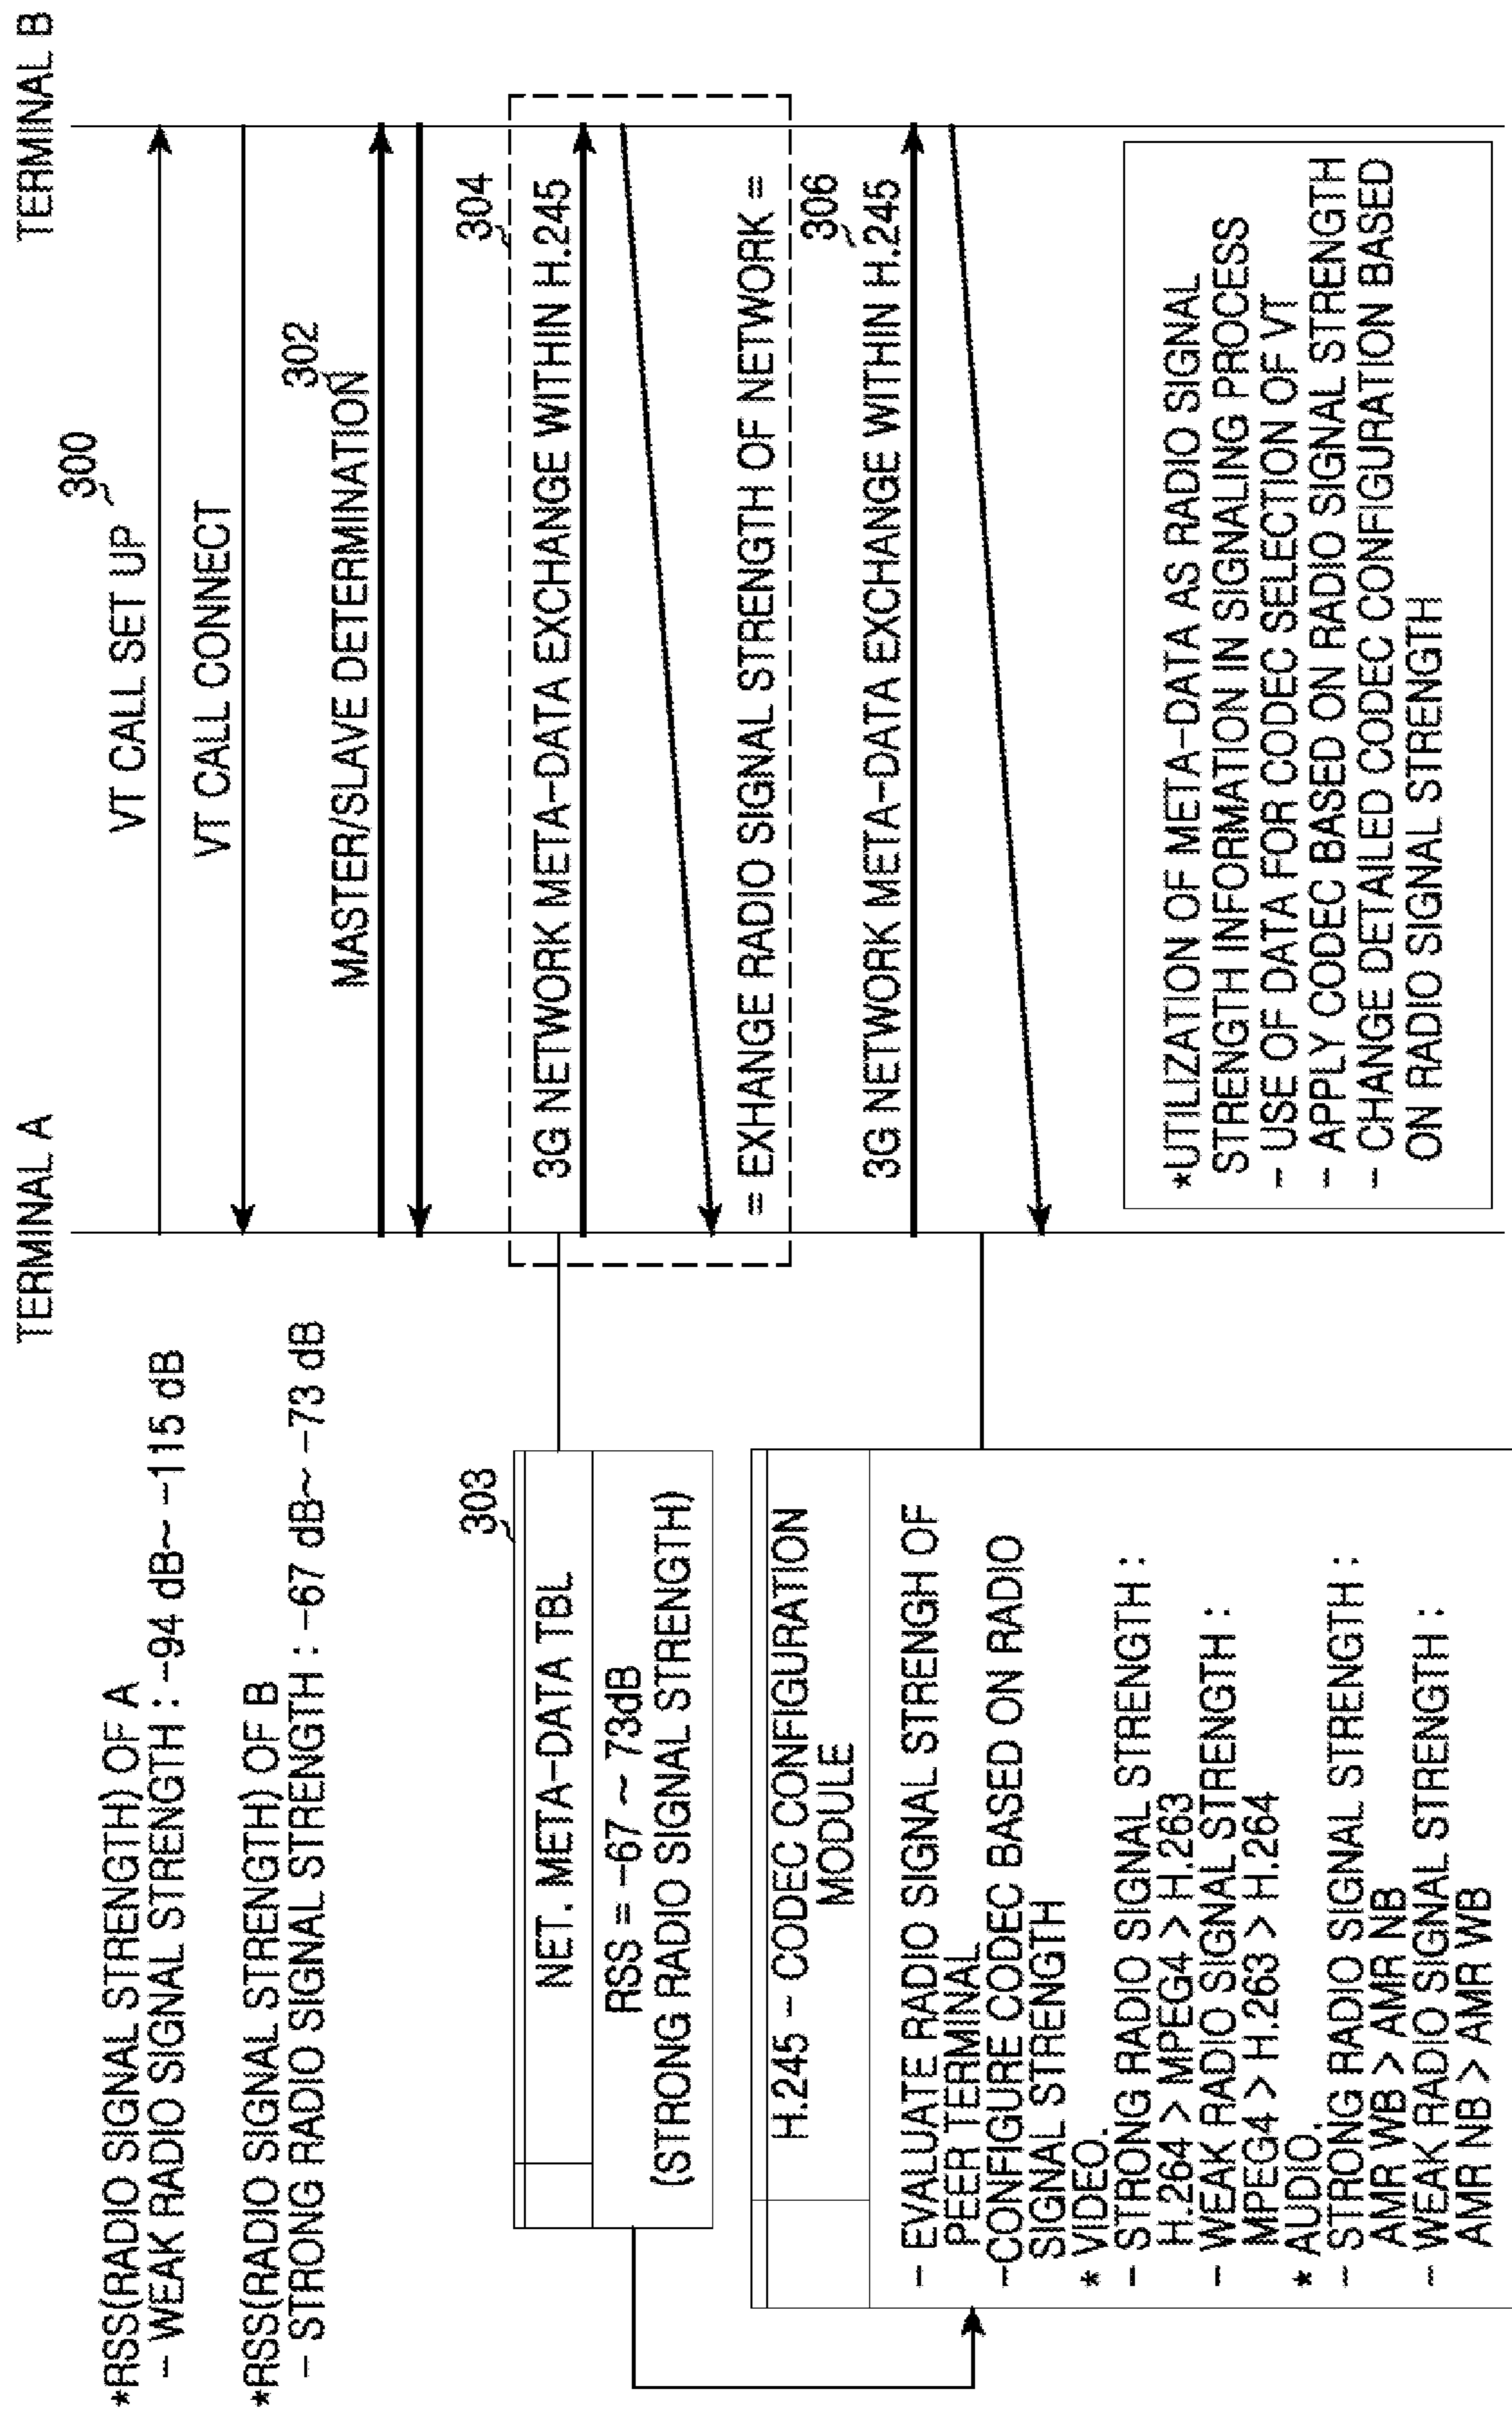 TERMINAL A
TERMINAL B
*RSS(RADIO SIGNAL STRENGTH) OF A
- WEAK RADIO SIGNAL STRENGTH : -94 dB~ -115 dB
*RSS(RADIO SIGNAL STRENGTH) OF B
- STRONG RADIO SIGNAL STRENGTH : -67 dB~ -73 dB
VT CALL SET UP
300
VT CALL CONNECT
302
MASTER/SLAVE DETERMINATION
303
NET. META-DATA TBL
RSS = -67 ~ 73dB
(STRONG RADIO SIGNAL STRENGTH)
304
3G NETWORK META-DATA EXCHANGE WITHIN H.245
= EXHANGE RADIO SIGNAL STRENGTH OF NETWORK =
306
3G NETWORK META-DATA EXCHANGE WITHIN H.245
H.245 - CODEC CONFIGURATION
MODULE
- EVALUATE RADIO SIGNAL STRENGH OF
PEER TERMINAL
-CONFIGURE CODEC BASED ON RADIO
SIGNAL STRENGTH
* VIDEO.
- STRONG RADIO SIGNAL STRENGTH :
H.264 > MPEG4 > H.263
- WEAK RADIO SIGNAL STRENGTH :
MPEG4 > H.263 > H.264
* AUDIO.
- STRONG RADIO SIGNAL STRENGTH :
AMR WB > AMR NB
- WEAK RADIO SIGNAL STRENGTH :
AMR NB > AMR WB
*UTILIZATION OF META-DATA AS RADIO SIGNAL
STRENGTH INFORMATION IN SIGNALING PROCESS
- USE OF DATA FOR CODEC SELECTION OF VT
- APPLY CODEC BASED ON RADIO SIGNAL STRENGTH
- CHANGE DETAILED CODEC CONFIGURATION BASED
ON RADIO SIGNAL STRENGTH